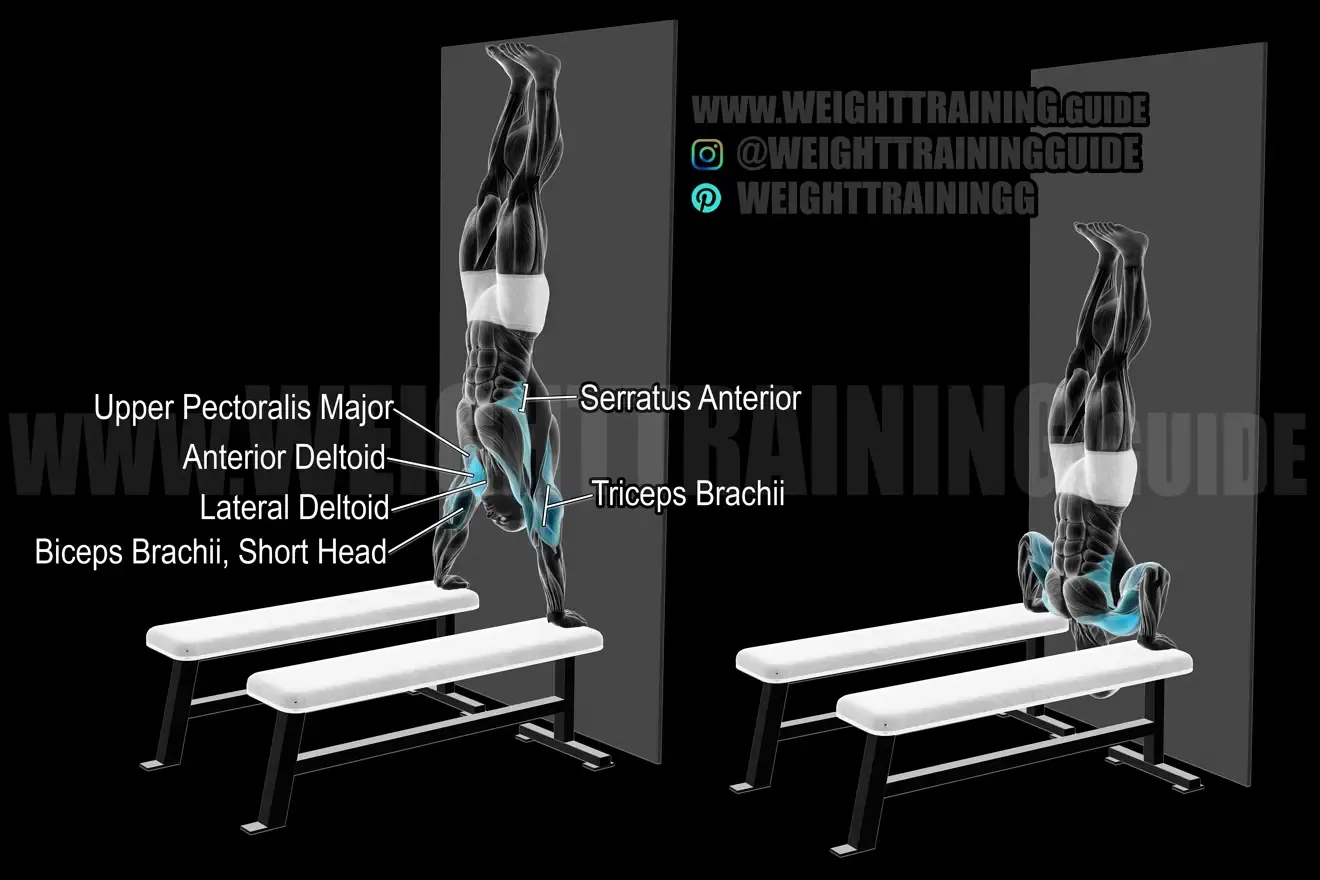 WWW.WEIGHTTRAINING.GUIDE
@WEIGHTTRAININGGUIDE
WEIGHTTRAININGG
Upper Pectoralis Major
Serratus Anterior
Anterior Deltoid
Lateral Deltoid
Triceps Brachii
Biceps Brachii, Short Head
WWW.WEIGHTTRAINING.GUIDE